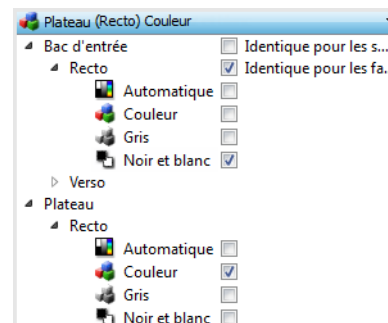 Plateau (Recto) Couleur
Bac d'entrée Identique pour les s...
Recto Identique pour les fa.
Automatique
Couleur
Gris
Noir et blanc
Verso
Plateau
Recto
Automatique
Couleur
Gris
Noir et blanc